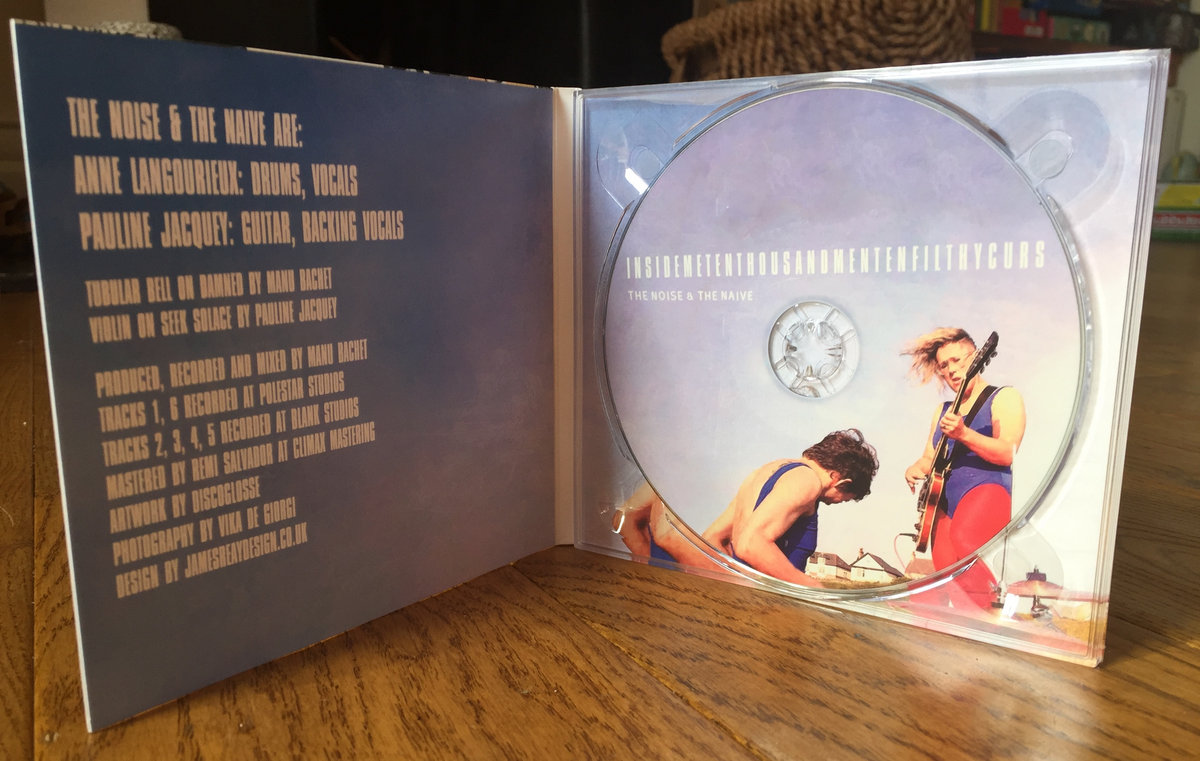 THE NOISE & THE NAIVE ARE:
ANNE LANGOURIEUX: DRUMS, VOCALS
PAULINE JACQUEY: GUITAR, BACKING VOCALS
TUBULAR BELL ON DAMNED BY MANU BACHET
VIOLIN ON SEEK SOLACE BY PAULINE JACQUEY
PRODUCED, RECORDED AND MIXED BY MANU BACHET
TRACKS 1, 6 RECORDED AT POLESTAR STUDIOS
TRACKS 2, 3, 4, 5 RECORDED AT BLANK STUDIOS
MASTERED BY REMI SALVADOR AT CLIMAX MASTERING
ARTWORK BY DISCOGLOSSE
PHOTOGRAPHY BY VIKA DE GIORGI
DESIGN BY JAMESHEAYDESIGN.CO.UK
INSIDEMETENTHOUSANDMENTENFILTHYCURS
THE NOISE & THE NAIVE